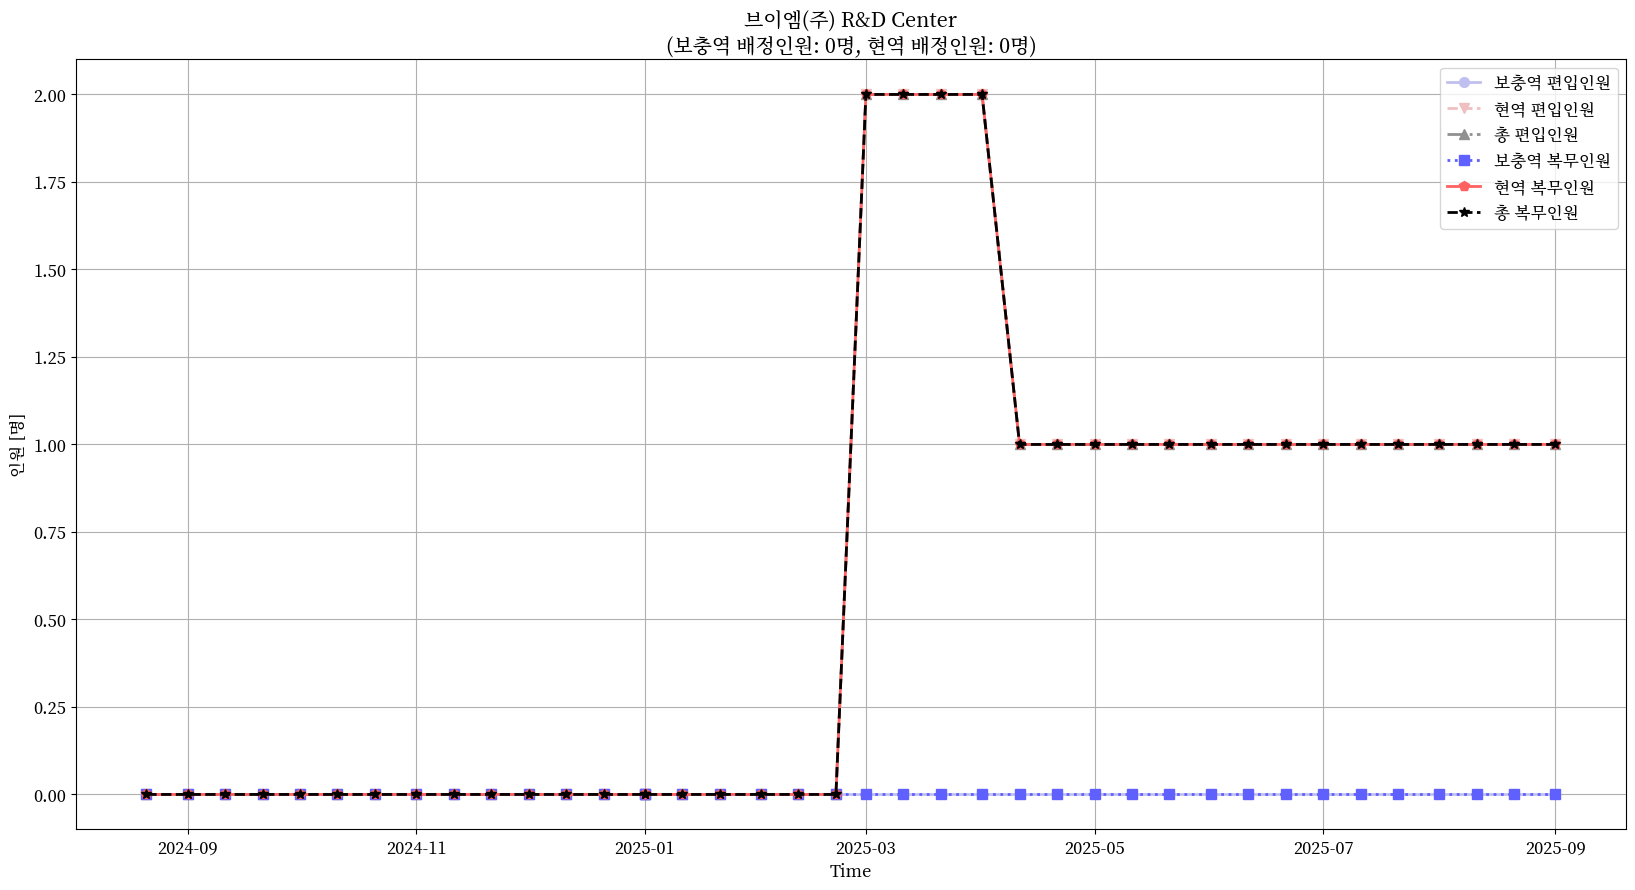 브이엠(주) R&D Center
(보충역 배정인원: 0명, 현역 배정인원: 0명)
보충역 편입인원
현역 편입인원
총 편입인원
보충역 복무인원
현역 복무인원
총 복무인원
인원 [명]
2.00
1.75
1.50
1.25
1.00
0.75
0.50
0.25
0.00
2024-09 2024-11 2025-01 2025-03 2025-05 2025-07 2025-09
Time